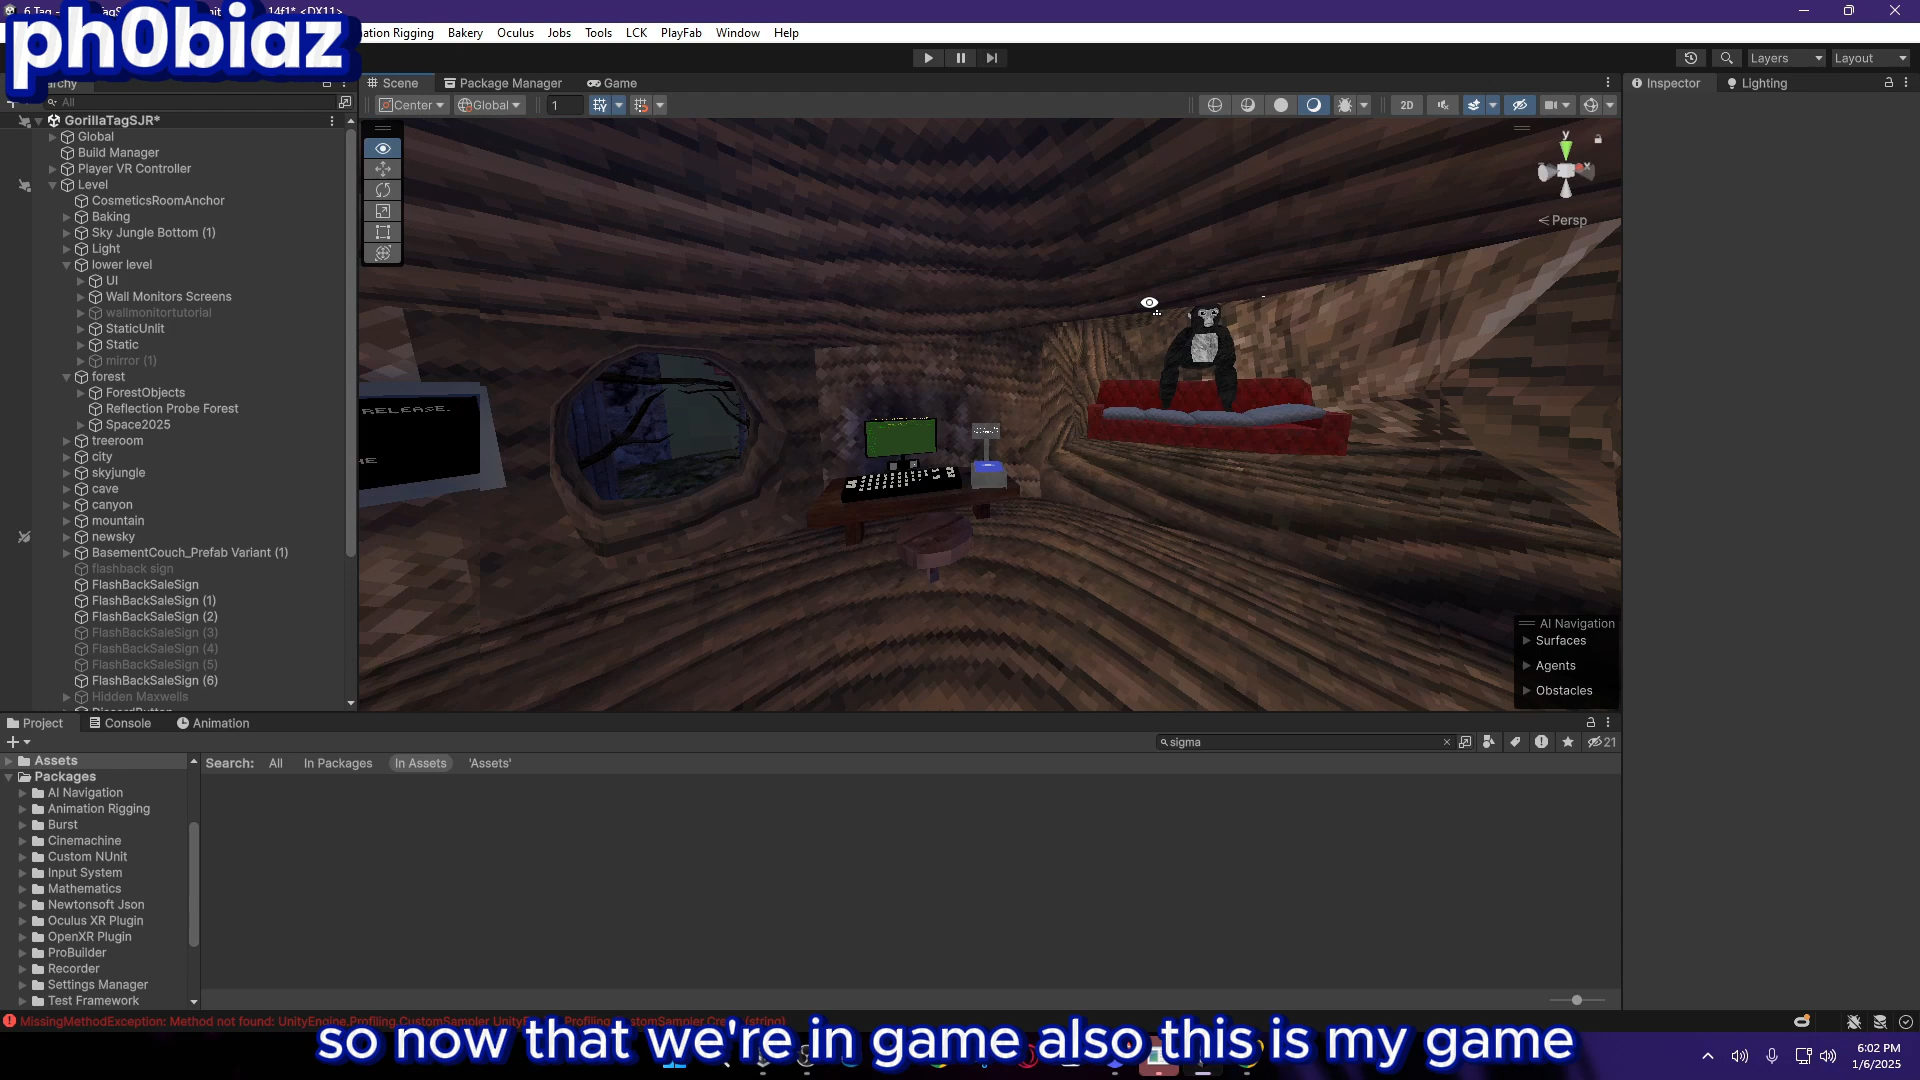 ph0biaz
6 Tag -
14f1* <DX11>
ation Rigging Bakery Oculus Jobs Tools LCK PlayFab Window Help
Layers Layout
archy
Scene Package Manager Game
Inspector Lighting
All
Center Global 1
2D
GorillaTagSJR*
Global
Build Manager
Player VR Controller
Level
CosmeticsRoomAnchor
Baking
Sky Jungle Bottom (1)
Light
lower level
UI
Wall Monitors Screens
wallmonitortutorial
StaticUnlit
Static
mirror (1)
forest
ForestObjects
Reflection Probe Forest
Space2025
treeroom
city
skyjungle
cave
canyon
mountain
newsky
BasementCouch_Prefab Variant (1)
flashback sign
FlashBackSaleSign
FlashBackSaleSign (1)
FlashBackSaleSign (2)
FlashBackSaleSign (3)
FlashBackSaleSign (4)
FlashBackSaleSign (5)
FlashBackSaleSign (6)
Hidden Maxwells
y
x
Persp
RELEASE.
AI Navigation
Surfaces
Agents
Obstacles
Project Console Animation
sigma
21
Assets
Packages
AI Navigation
Animation Rigging
Burst
Cinemachine
Custom NUnit
Input System
Mathematics
Newtonsoft Json
Oculus XR Plugin
OpenXR Plugin
ProBuilder
Recorder
Settings Manager
Test Framework
Search: All In Packages In Assets 'Assets'
MissingMethodException: Method not found: UnityEngine.Profiling.CustomSampler
so now that we're in game also this is my game
6:02 PM
1/6/2025